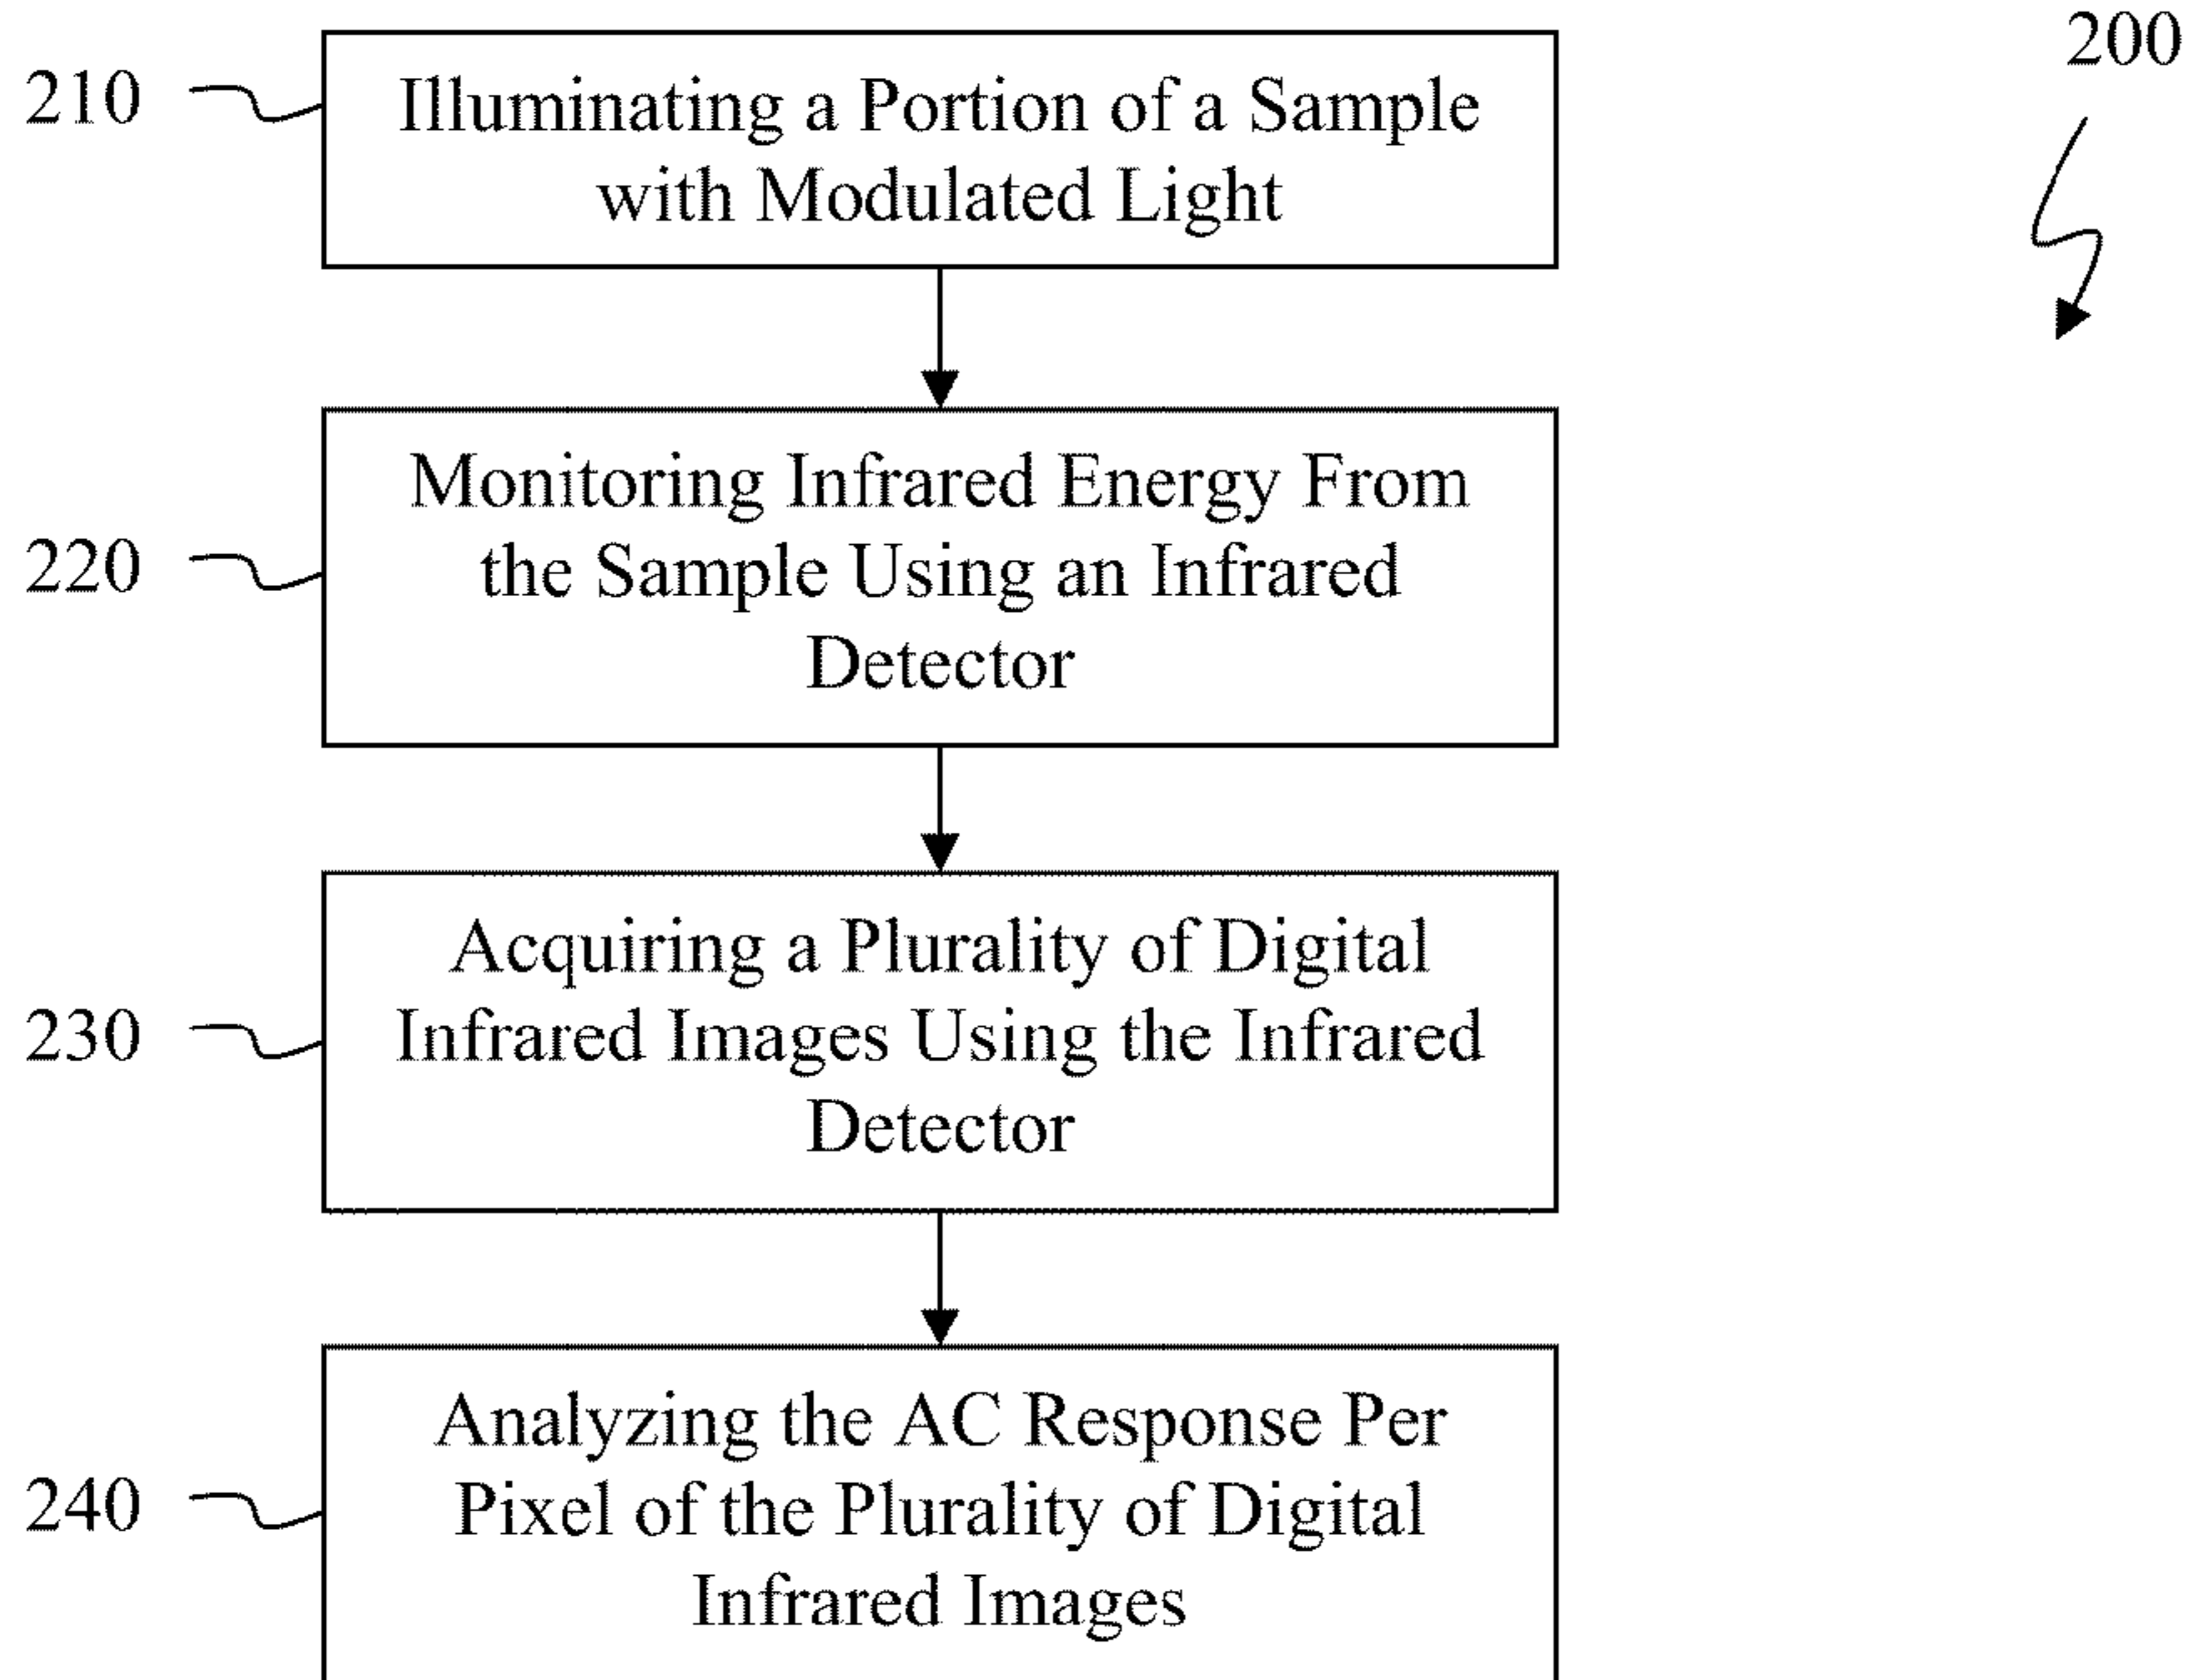 200
210
Illuminating a Portion of a Sample
with Modulated Light
220
Monitoring Infrared Energy From
the Sample Using an Infrared
Detector
230
Acquiring a Plurality of Digital
Infrared Images Using the Infrared
Detector
240
Analyzing the AC Response Per
Pixel of the Plurality of Digital
Infrared Images